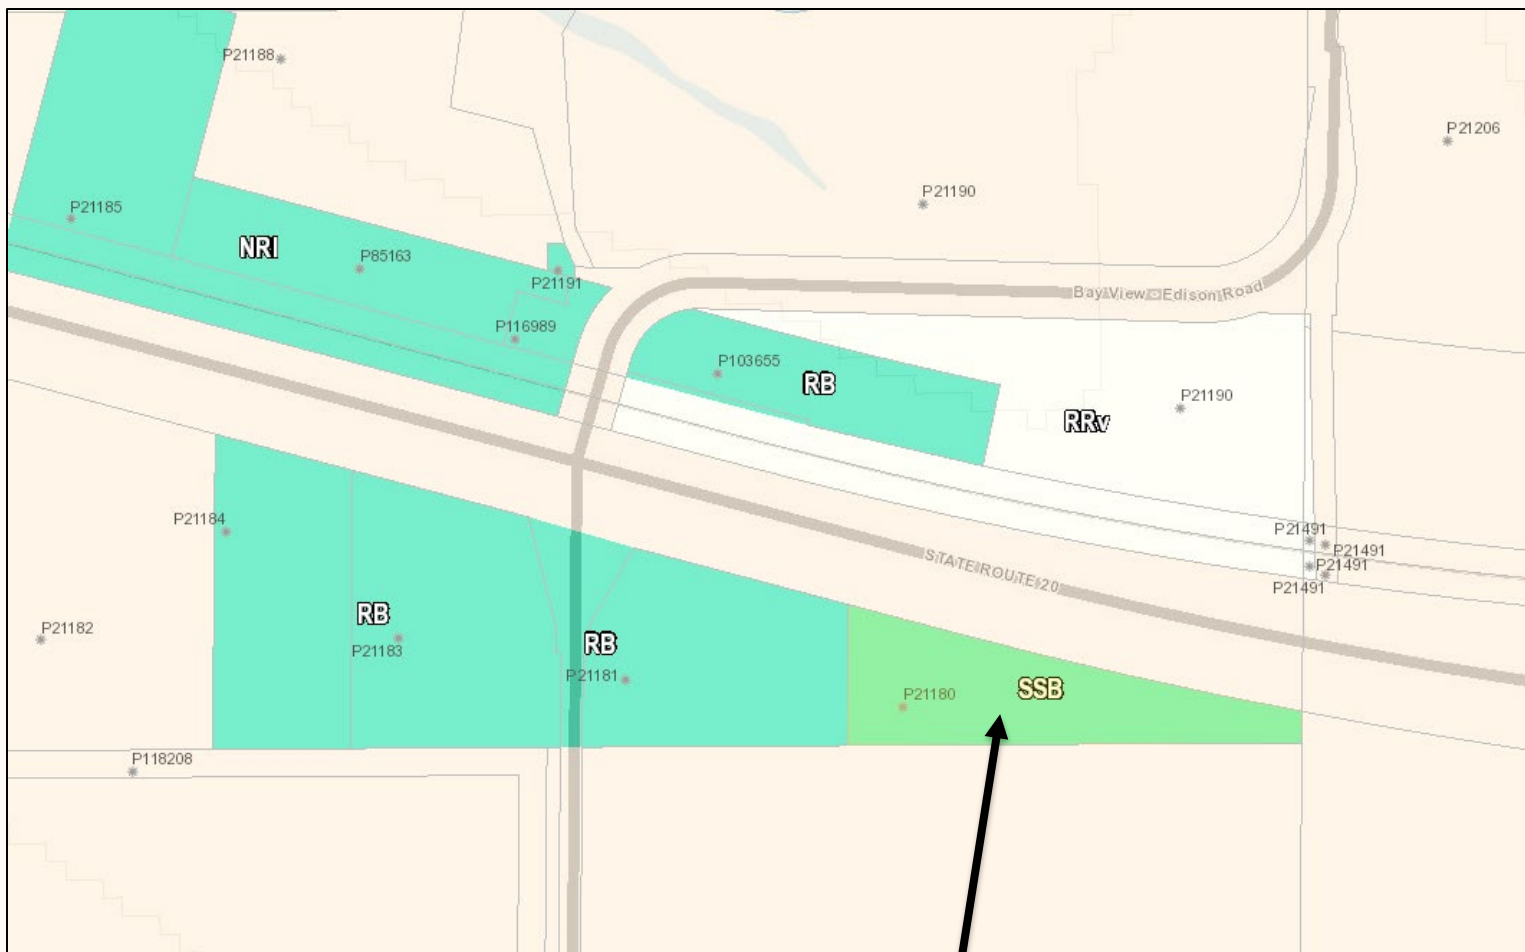 P21188
P21206
P21190
P21185
NRI
P85163
P21191
Bay View - Edison Road
P116989
P103655
RB
P21190
RRv
P21184
P21491
P21491
STATE ROUTE 20
P21491
P21491
RB
P21182
P21183
RB
P21181
P21180
SSB
P118208